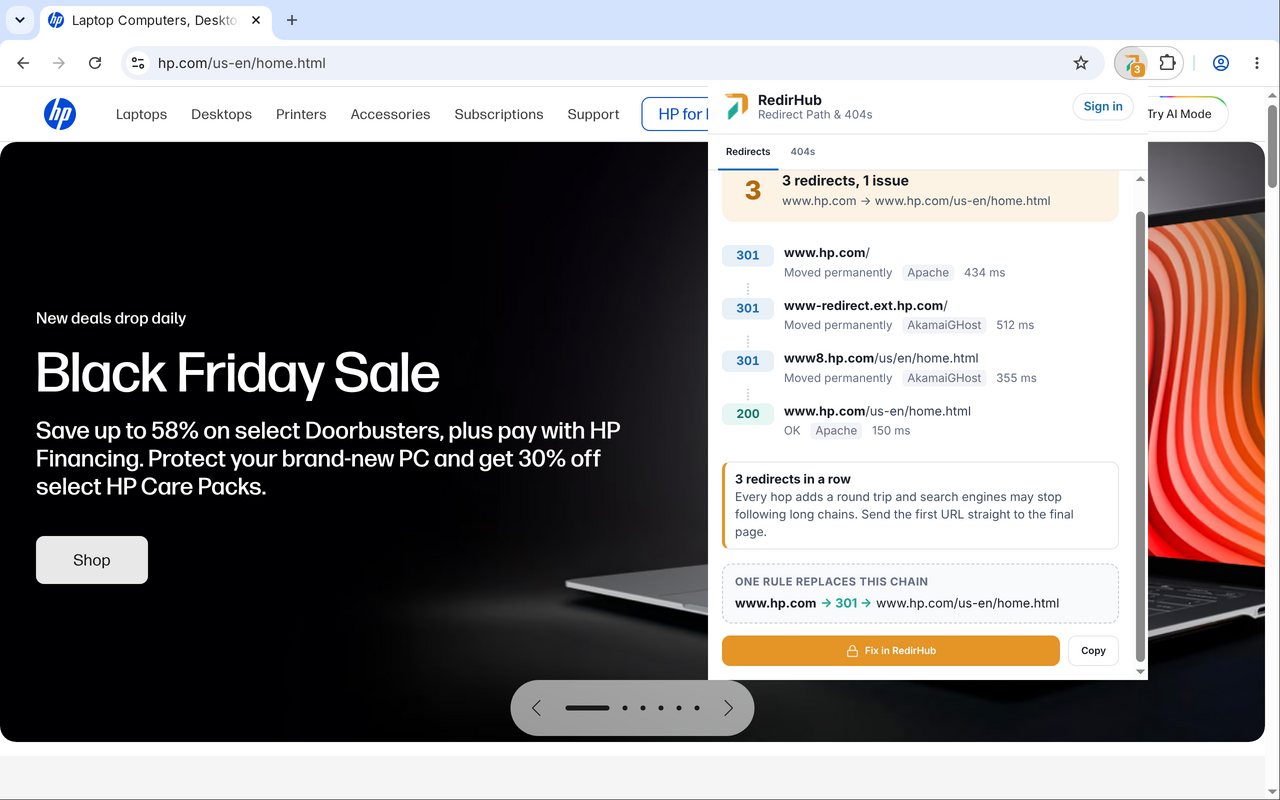 Laptop Computers, Deskto
hp.com/us-en/home.html
3
hp
Laptops
Desktops
Printers
Accessories
Subscriptions
Support
HP for
Try AI Mode
RedirHub
Redirect Path & 404s
Sign in
Redirects
404s
3
3 redirects, 1 issue
www.hp.com → www.hp.com/us-en/home.html
301
www.hp.com/
Moved permanently Apache 434 ms
301
www-redirect.ext.hp.com/
Moved permanently AkamaiGHost 512 ms
301
www8.hp.com/us/en/home.html
Moved permanently AkamaiGHost 355 ms
200
www.hp.com/us-en/home.html
OK Apache 150 ms
3 redirects in a row
Every hop adds a round trip and search engines may stop
following long chains. Send the first URL straight to the final
page.
ONE RULE REPLACES THIS CHAIN
www.hp.com → 301 → www.hp.com/us-en/home.html
Fix in RedirHub
Copy
New deals drop daily
Black Friday Sale
Save up to 58% on select Doorbusters, plus pay with HP
Financing. Protect your brand-new PC and get 30% off
select HP Care Packs.
Shop